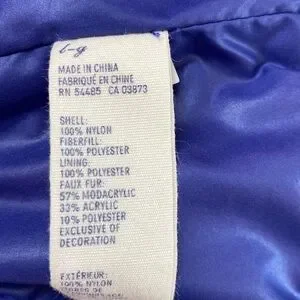 l-g
MADE IN CHINA
FABRIQUÉ EN CHINE
RN 54485 CA 03873
SHELL:
100% NYLON
FIBERFILL:
100% POLYESTER
LINING:
100% POLYESTER
FAUX FUR:
57% MODACRYLIC
33% ACRYLIC
10% POLYESTER
EXCLUSIVE OF
DECORATION
EXTÉRIEUR:
100% NYLON